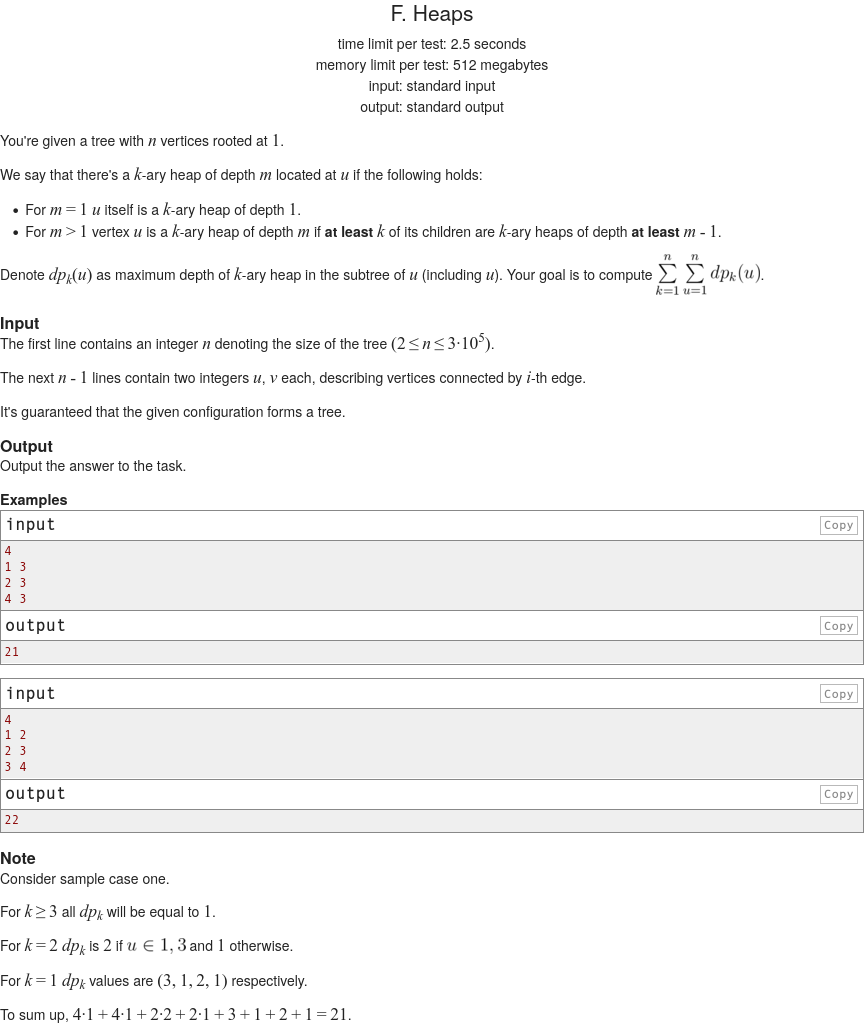 F. Heaps
time limit per test: 2.5 seconds
memory limit per test: 512 megabytes
input: standard input
output: standard output
You're given a tree with n vertices rooted at 1.
We say that there's a k-ary heap of depth m located at u if the following holds:
• For m = 1 u itself is a k-ary heap of depth 1.
• For m > 1 vertex u is a k-ary heap of depth m if at least k of its children are k-ary heaps of depth at least m - 1.
Denote dp_k(u) as maximum depth of k-ary heap in the subtree of u (including u). Your goal is to compute \sum_{k=1}^{n} \sum_{u=1}^{n} dp_k(u).
Input
The first line contains an integer n denoting the size of the tree (2 ≤ n ≤ 3·10^5).
The next n - 1 lines contain two integers u, v each, describing vertices connected by i-th edge.
It's guaranteed that the given configuration forms a tree.
Output
Output the answer to the task.
Examples
input
Copy
4
1 3
2 3
4 3
output
Copy
21
input
Copy
4
1 2
2 3
3 4
output
Copy
22
Note
Consider sample case one.
For k ≥ 3 all dp_k will be equal to 1.
For k = 2 dp_k is 2 if u ∈ 1, 3 and 1 otherwise.
For k = 1 dp_k values are (3, 1, 2, 1) respectively.
To sum up, 4·1 + 4·1 + 2·2 + 2·1 + 3 + 1 + 2 + 1 = 21.